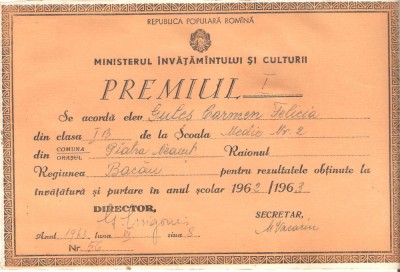 REPUBLICA POPULARĂ ROMÎNĂ
MINISTERUL ÎNVĂȚĂMÎNTULUI ȘI CULTURII
PREMIUL I
Se acordă elev Guleș Carmen Felicia
din clasa I B de la Școala Medie Nr. 2
din COMUNA ORAȘUL Piatra Neamț Raionul
Regiunea Bacău pentru rezultatele obținute la
învățătură și purtare în anul școlar 1962/1963
DIRECTOR,
SECRETAR,
Anul 1963 luna ziua
Nr. 56